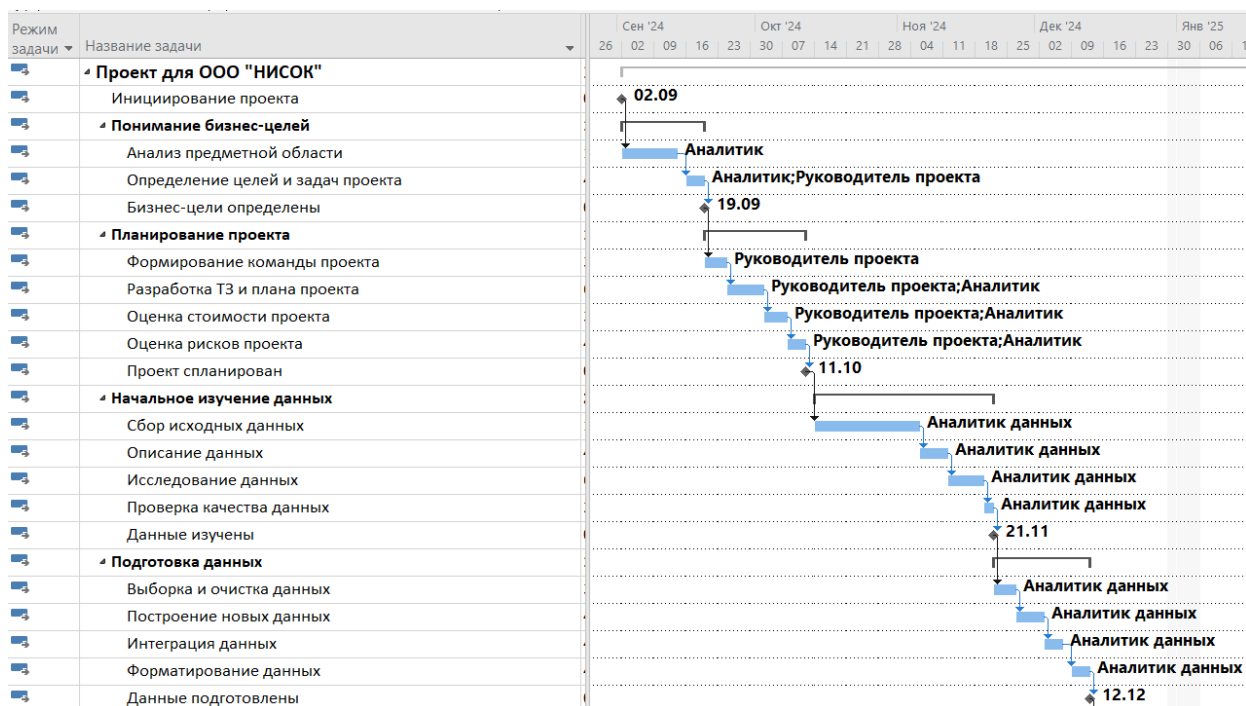 Сен '24 Окт '24 Ноя '24 Дек '24 Янв '25
Режим
задачи Название задачи
26 02 09 16 23 30 07 14 21 28 04 11 18 25 02 09 16 23 30 06
Проект для ООО "НИСОК"
Инициирование проекта 02.09
Понимание бизнес-целей
Анализ предметной области Аналитик
Определение целей и задач проекта Аналитик;Руководитель проекта
Бизнес-цели определены 19.09
Планирование проекта
Формирование команды проекта Руководитель проекта
Разработка ТЗ и плана проекта Руководитель проекта;Аналитик
Оценка стоимости проекта Руководитель проекта;Аналитик
Оценка рисков проекта Руководитель проекта;Аналитик
Проект спланирован 11.10
Начальное изучение данных
Сбор исходных данных Аналитик данных
Описание данных Аналитик данных
Исследование данных Аналитик данных
Проверка качества данных Аналитик данных
Данные изучены 21.11
Подготовка данных
Выборка и очистка данных Аналитик данных
Построение новых данных Аналитик данных
Интеграция данных Аналитик данных
Форматирование данных Аналитик данных
Данные подготовлены 12.12